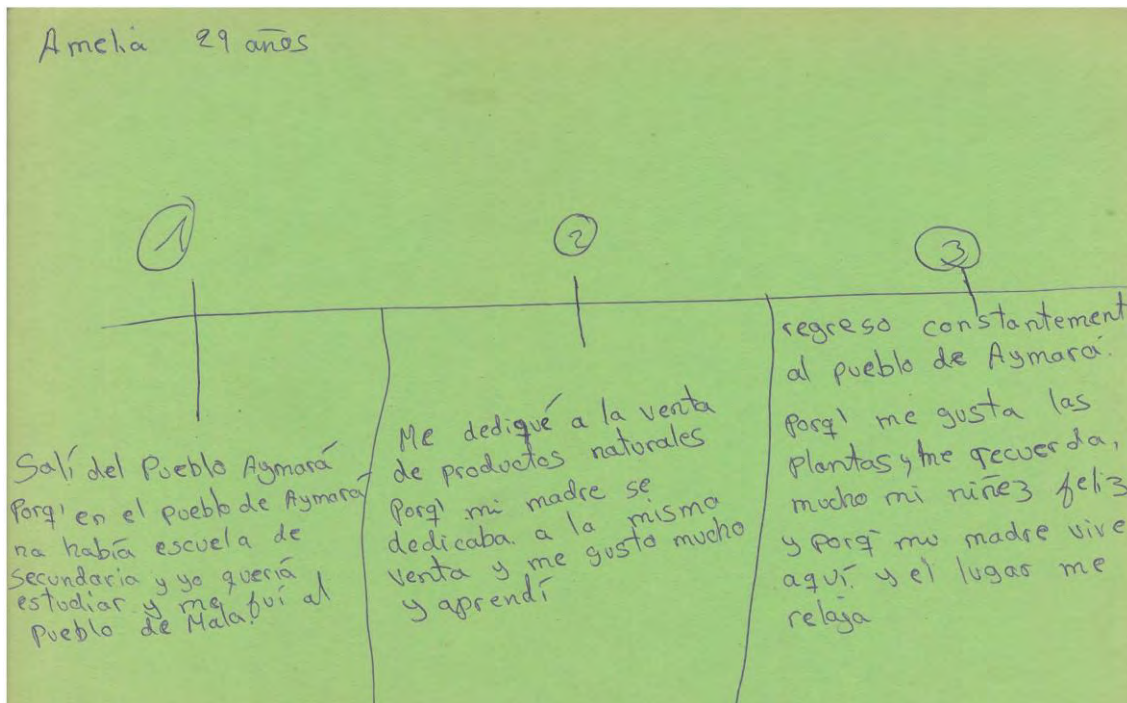 Amelia 29 años
1
Salí del Pueblo Aymará
Porq' en el pueblo de Aymará
na había escuela de
Secundaria y yo quería
estudiar y me fuí al
Pueblo de Mala.
2
Me dediqué a la venta
de productos naturales
Porq' mi madre se
dedicaba a la misma
venta y me gusto mucho
y aprendí
3
regreso constantement
al pueblo de Aymará.
Porq' me gusta las
plantas y me recuerda,
mucho mi niñez feliz
y porq' mu madre vive
aquí. y el lugar me
relaja